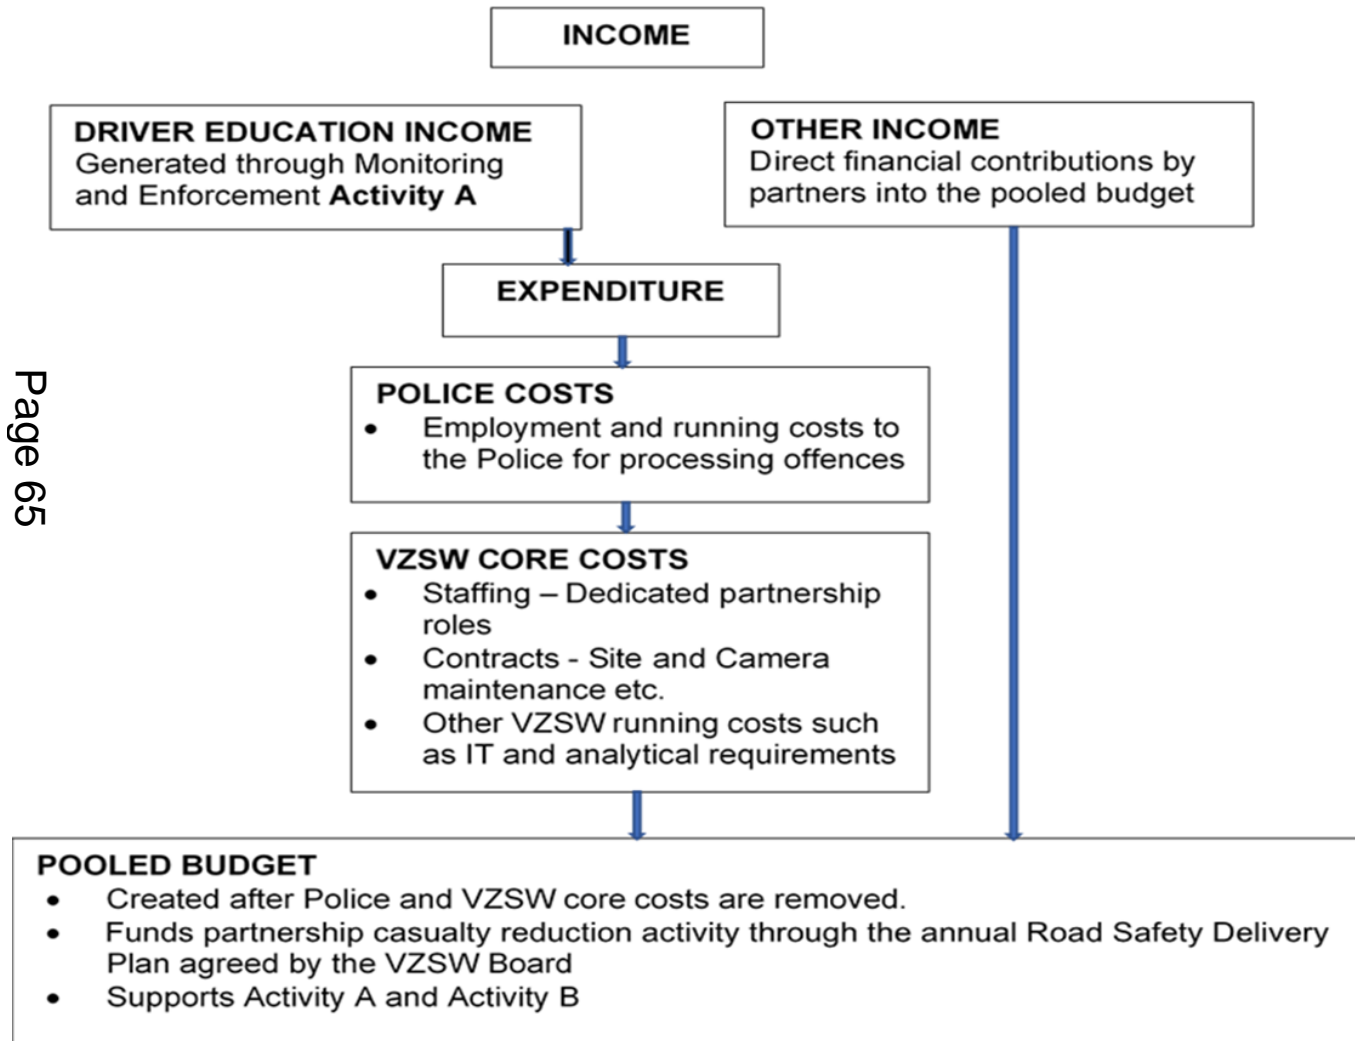 INCOME
DRIVER EDUCATION INCOME
Generated through Monitoring
and Enforcement Activity A
OTHER INCOME
Direct financial contributions by
partners into the pooled budget
EXPENDITURE
POLICE COSTS
• Employment and running costs to
the Police for processing offences
VZSW CORE COSTS
• Staffing – Dedicated partnership
roles
• Contracts - Site and Camera
maintenance etc.
• Other VZSW running costs such
as IT and analytical requirements
POOLED BUDGET
• Created after Police and VZSW core costs are removed.
• Funds partnership casualty reduction activity through the annual Road Safety Delivery
Plan agreed by the VZSW Board
• Supports Activity A and Activity B
Page 65